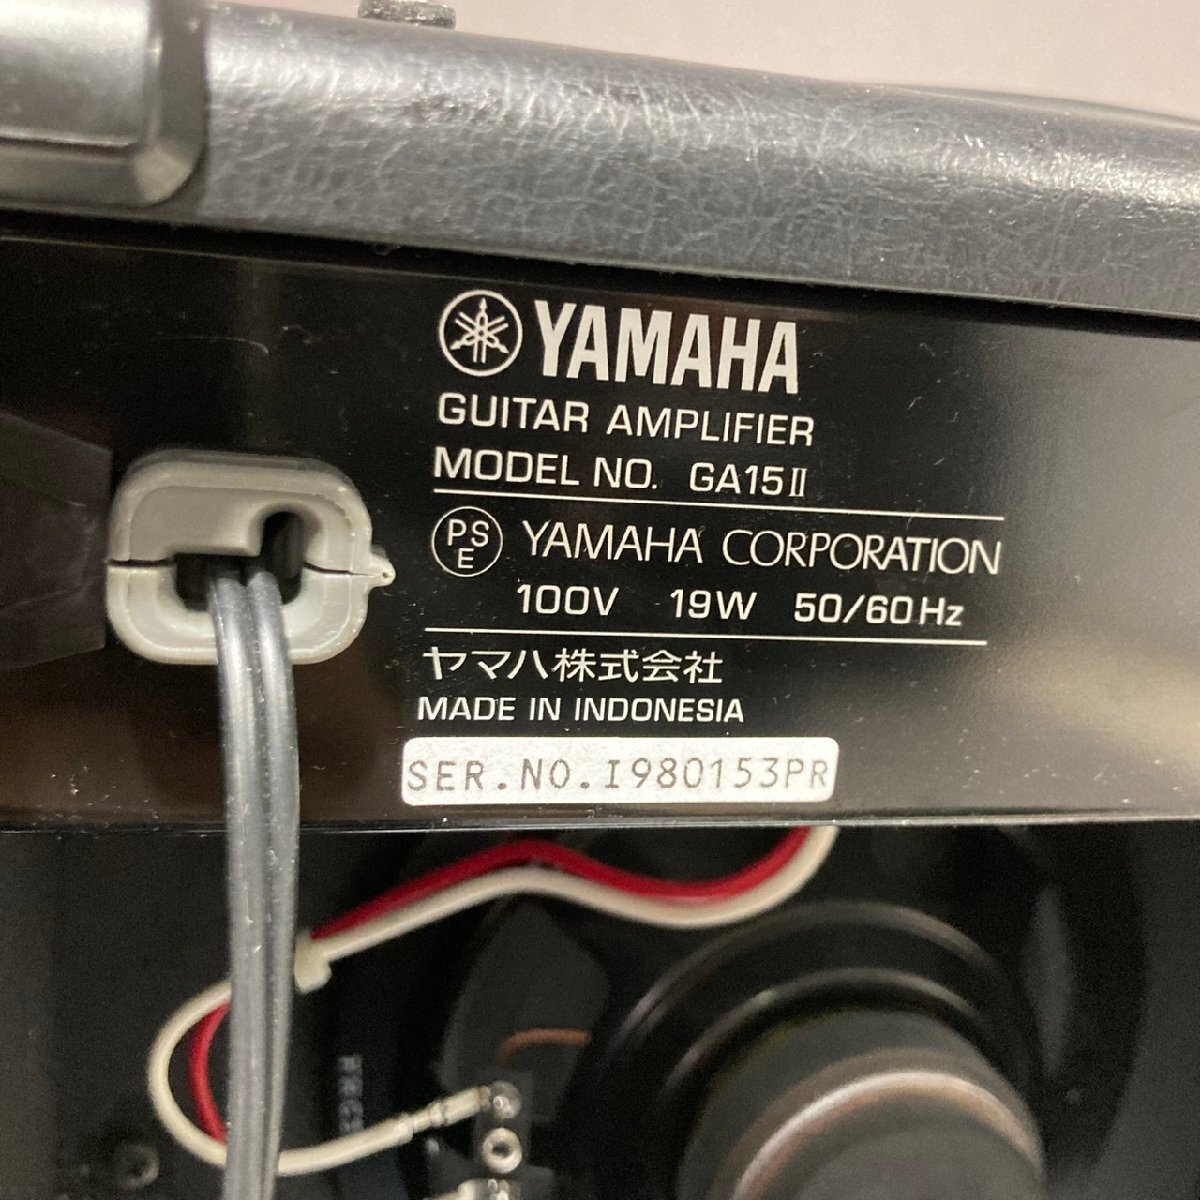 YAMAHA
GUITAR AMPLIFIER
MODEL NO. GA15II
PSE YAMAHA CORPORATION
100V 19W 50/60Hz
ヤマハ株式会社
MADE IN INDONESIA
SER.NO.I980153PR